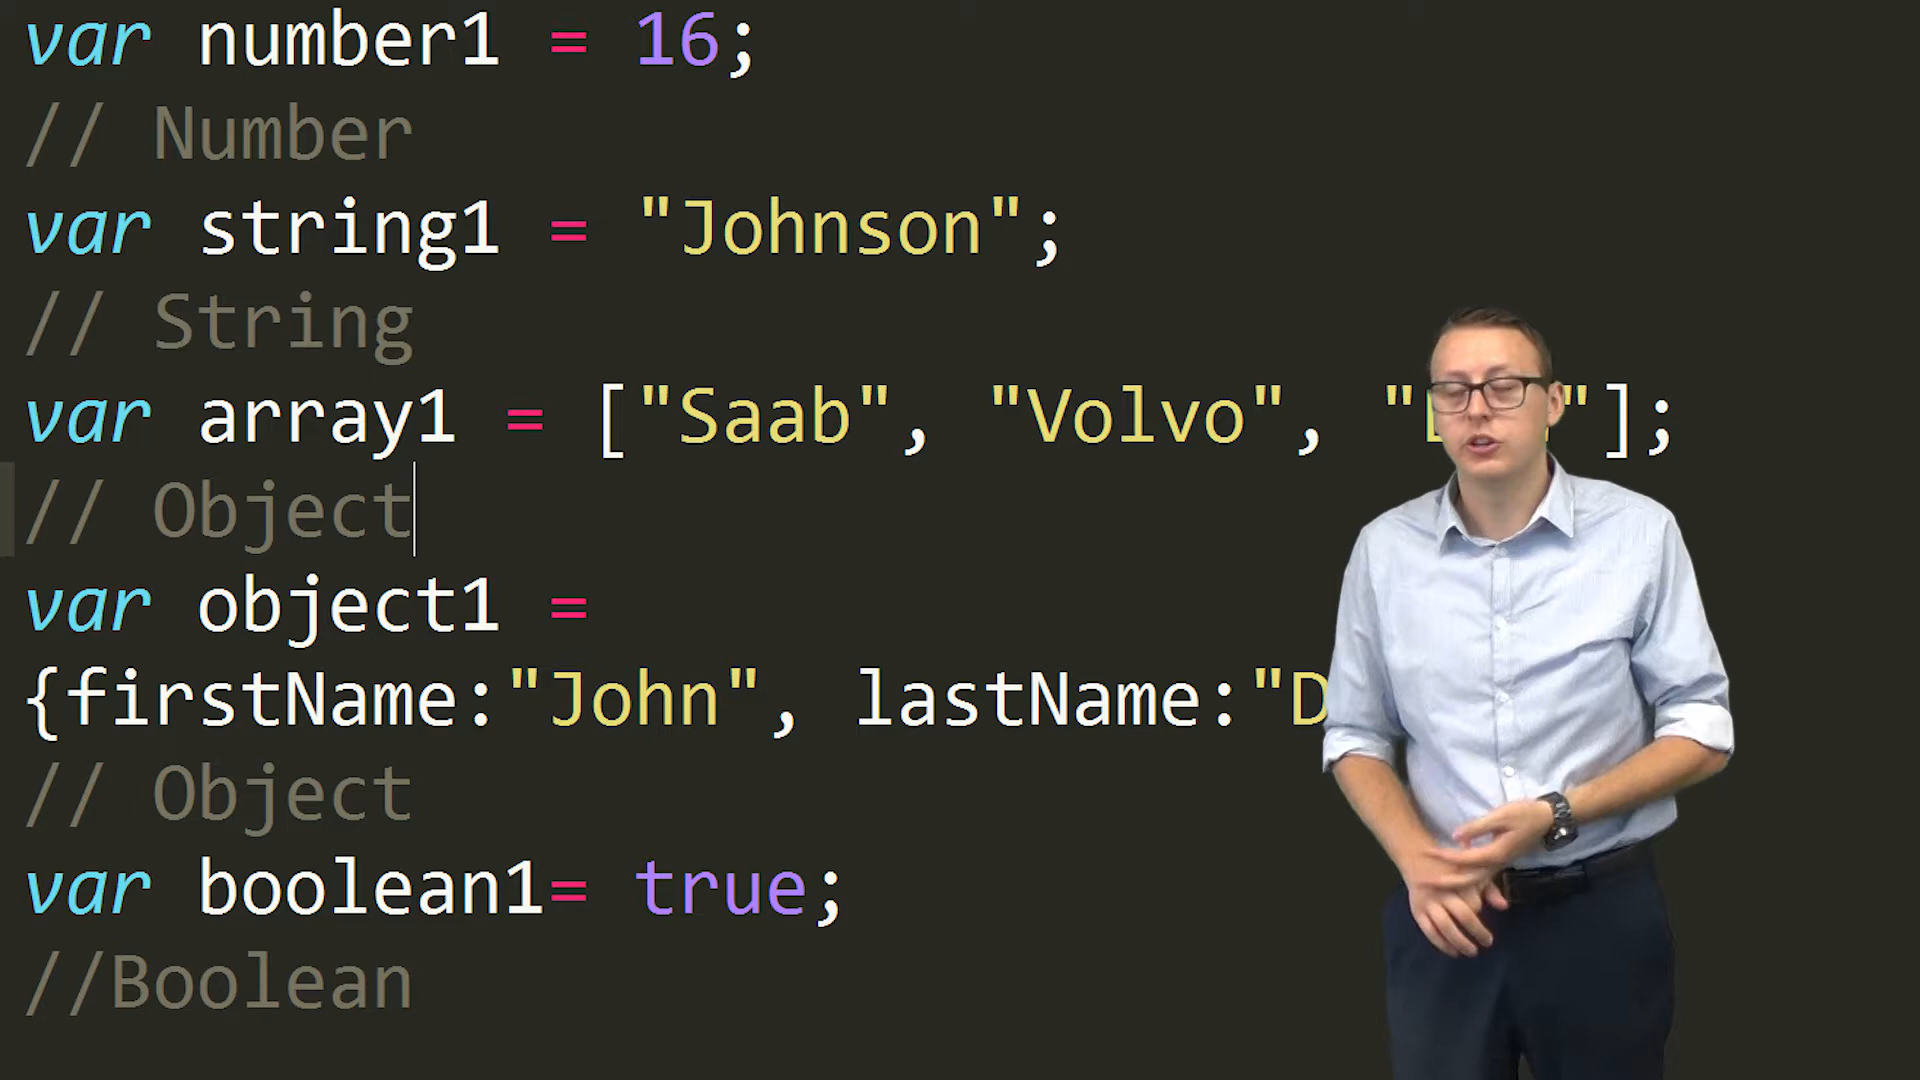 var number1 = 16;
// Number
var string1 = "Johnson";
// String
var array1 = ["Saab", "Volvo", " "];
// Object
var object1 =
{firstName:"John", lastName:"
// Object
var boolean1= true;
//Boolean